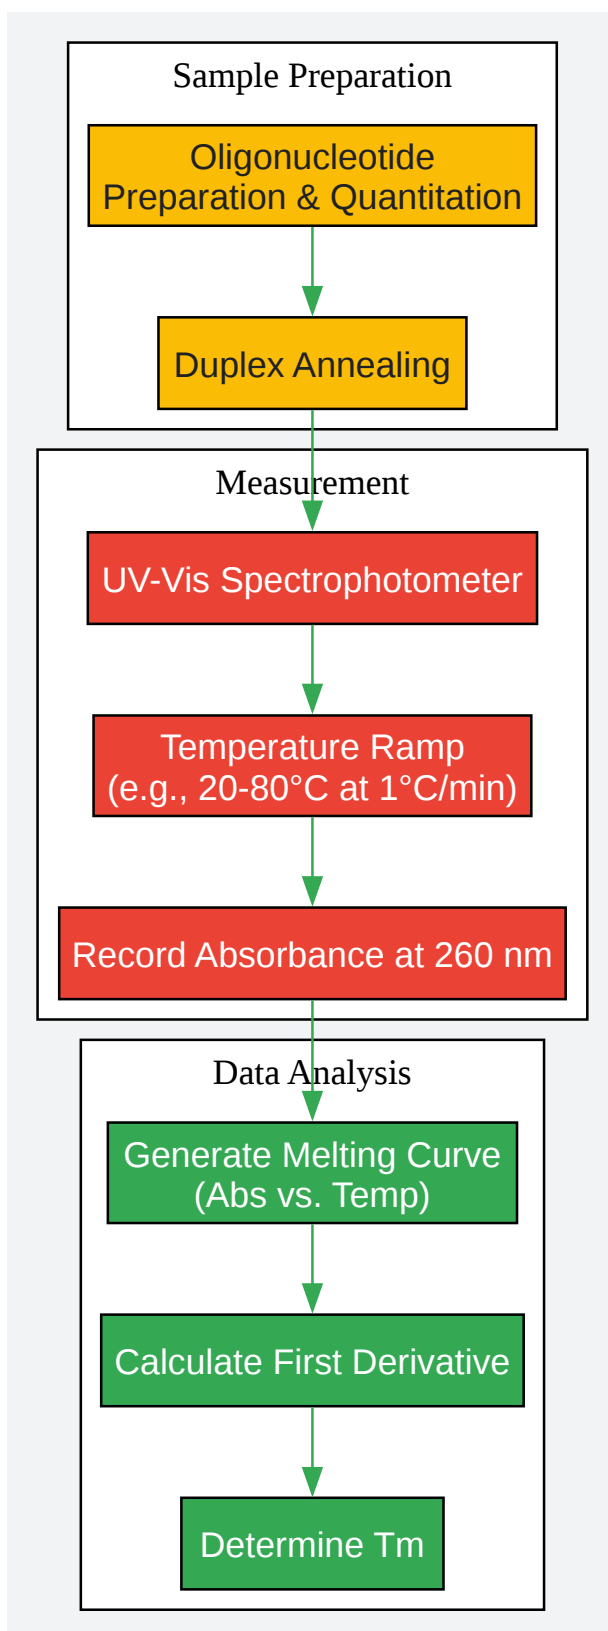 Sample Preparation
Oligonucleotide
Preparation & Quantitation
Duplex Annealing
Measurement
UV-Vis Spectrophotometer
Temperature Ramp
(e.g., 20-80°C at 1°C/min)
Record Absorbance at 260 nm
Data Analysis
Generate Melting Curve
(Abs vs. Temp)
Calculate First Derivative
Determine Tm